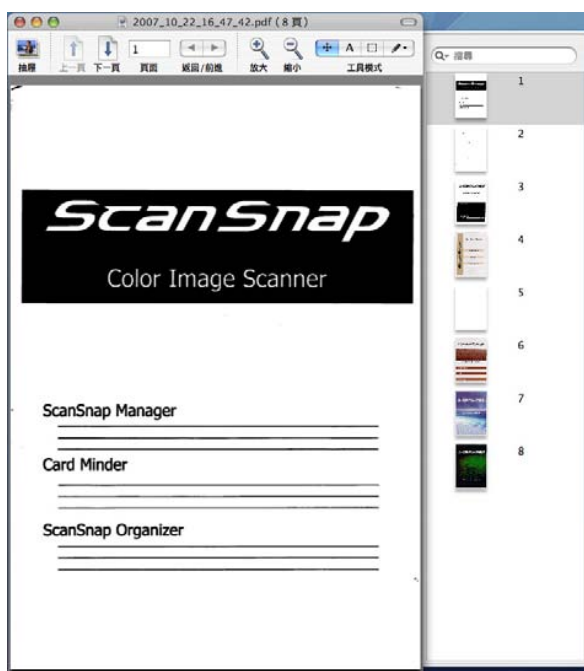 2007_10_22_16_47_42.pdf ( 8 頁 )
1
抽屜 上一頁 下一頁 頁面 返回/前進 放大 縮小 工具模式
搜尋
ScanSnap
Color Image Scanner
ScanSnap Manager
Card Minder
ScanSnap Organizer
1
2
3
4
5
6
7
8